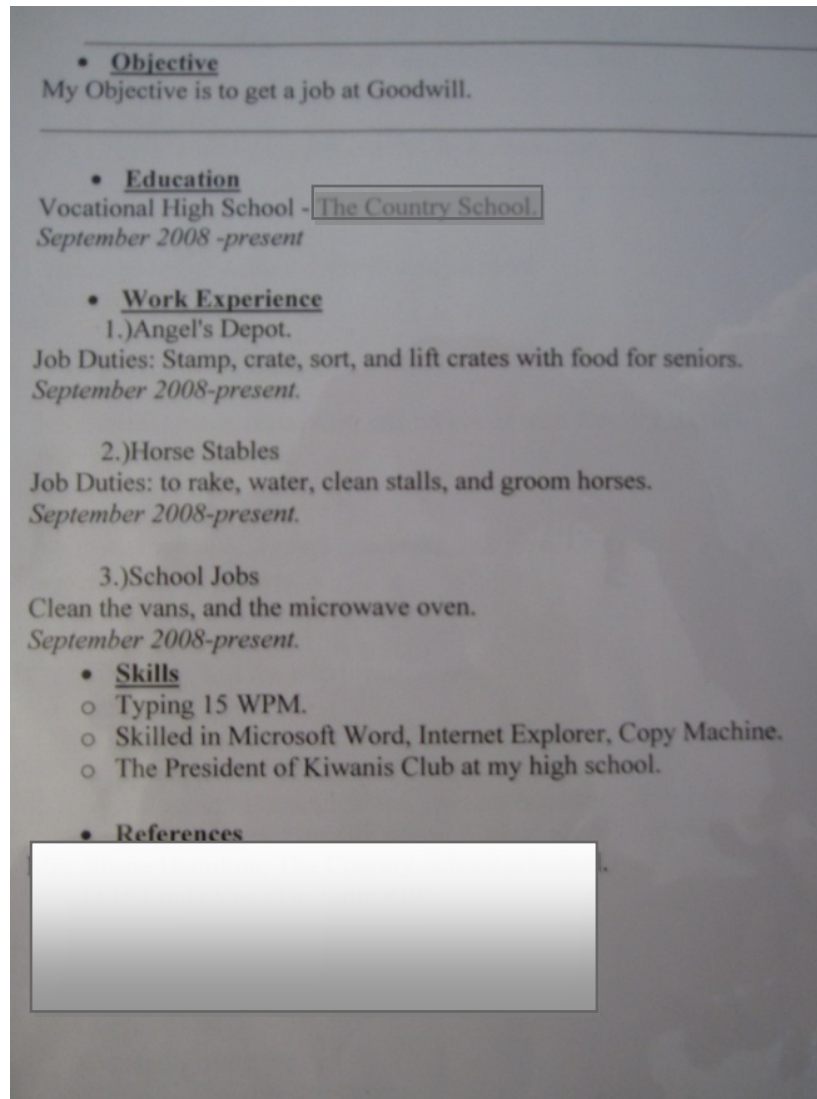 • Objective
My Objective is to get a job at Goodwill.
• Education
Vocational High School - The Country School.
September 2008 -present
• Work Experience
1.)Angel's Depot.
Job Duties: Stamp, crate, sort, and lift crates with food for seniors.
September 2008-present.
2.)Horse Stables
Job Duties: to rake, water, clean stalls, and groom horses.
September 2008-present.
3.)School Jobs
Clean the vans, and the microwave oven.
September 2008-present.
• Skills
o Typing 15 WPM.
o Skilled in Microsoft Word, Internet Explorer, Copy Machine.
o The President of Kiwanis Club at my high school.
• References